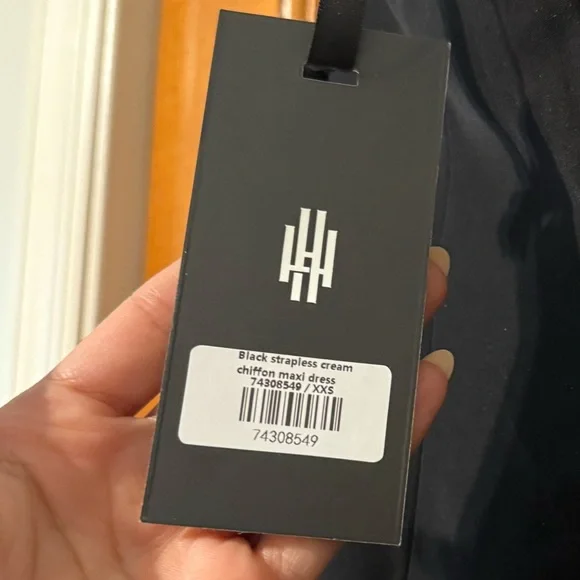 Black strapless cream
chiffon maxi dress
74308549 / XXS
74308549